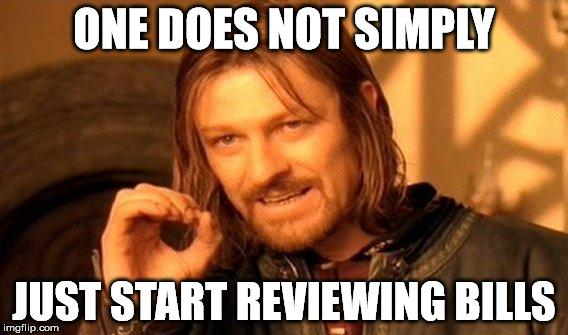 ONE DOES NOT SIMPLY
JUST START REVIEWING BILLS
imgflip.com